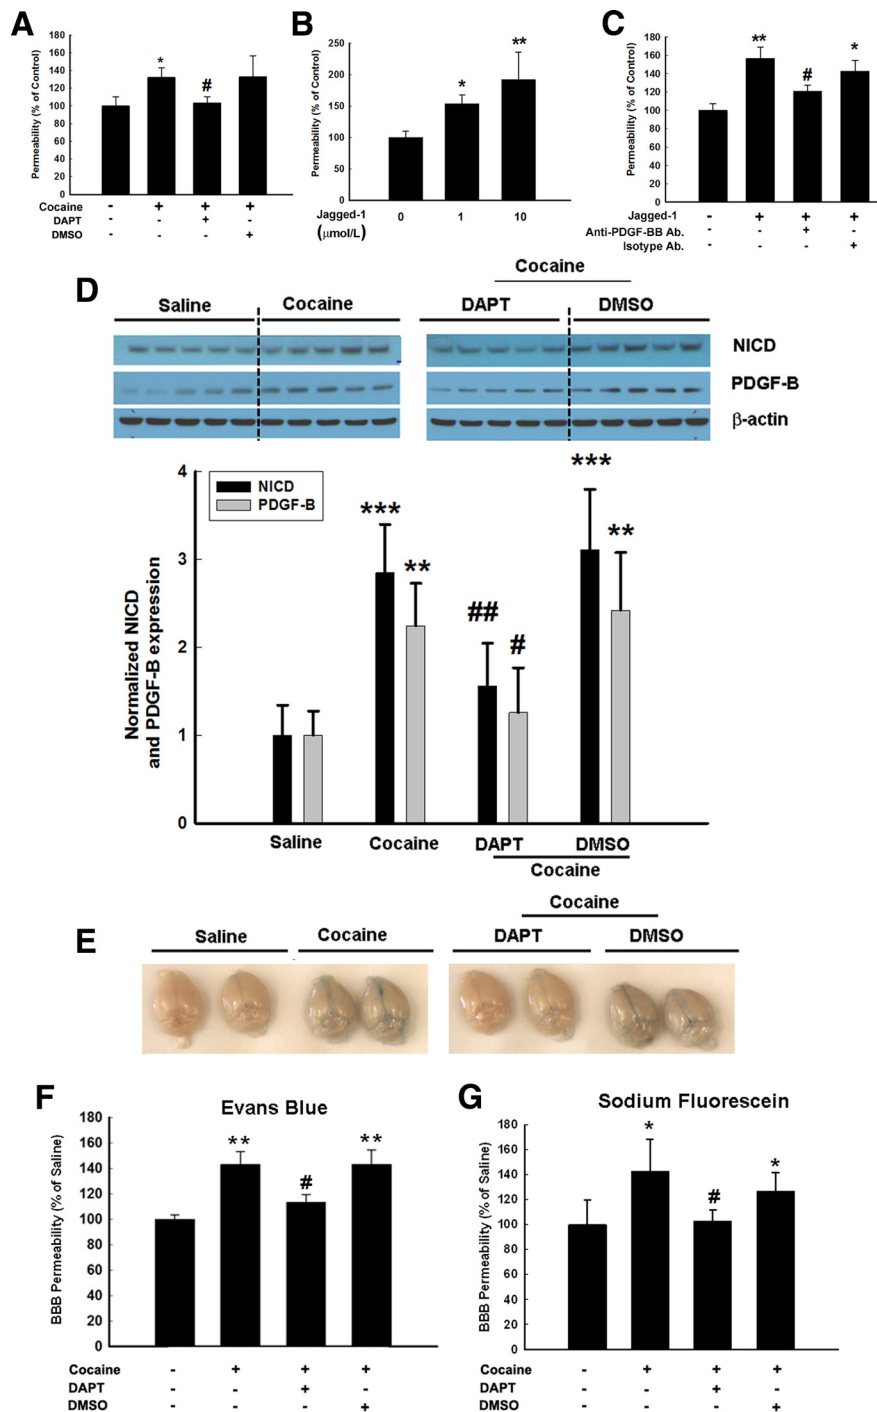 A
Permeability (% of Control)
180
160
140
120
100
80
60
40
20
0
*
#
Cocaine - + + +
DAPT - - + -
DMSO - - - +
B
Permeability (% of Control)
250
200
150
100
50
0
*
**
Jagged-1 0 1 10
(μmol/L)
C
Permeability (% of Control)
180
160
140
120
100
80
60
40
20
0
**
#
*
Jagged-1 - + + +
Anti-PDGF-BB Ab. - - + -
Isotype Ab. - - - +
D
Cocaine
Saline Cocaine DAPT DMSO
NICD
PDGF-B
β-actin
Normalized NICD
and PDGF-B expression
4
3
2
1
0
NICD
PDGF-B
***
**
##
#
***
**
Saline Cocaine DAPT DMSO
Cocaine
E
Cocaine
Saline Cocaine DAPT DMSO
F
Evans Blue
BBB Permeability (% of Saline)
180
160
140
120
100
80
60
40
20
0
**
#
**
Cocaine - + + +
DAPT - - + -
DMSO - - - +
G
Sodium Fluorescein
BBB Permeability (% of Saline)
180
160
140
120
100
80
60
40
20
0
*
#
*
Cocaine - + + +
DAPT - - + -
DMSO - - - +